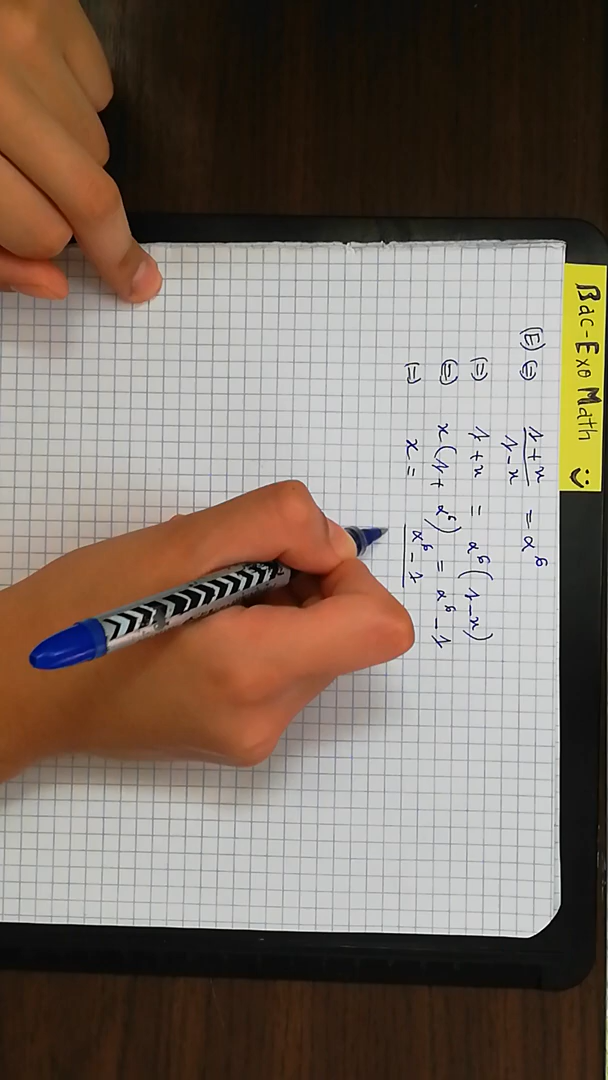 Bac-Exo Math
(E) (=) 1+x/1-x = α⁶
(=) 1+x = α⁶(1-x)
(=) x(1+α⁶) = α⁶-1
(=) x = α⁶-1